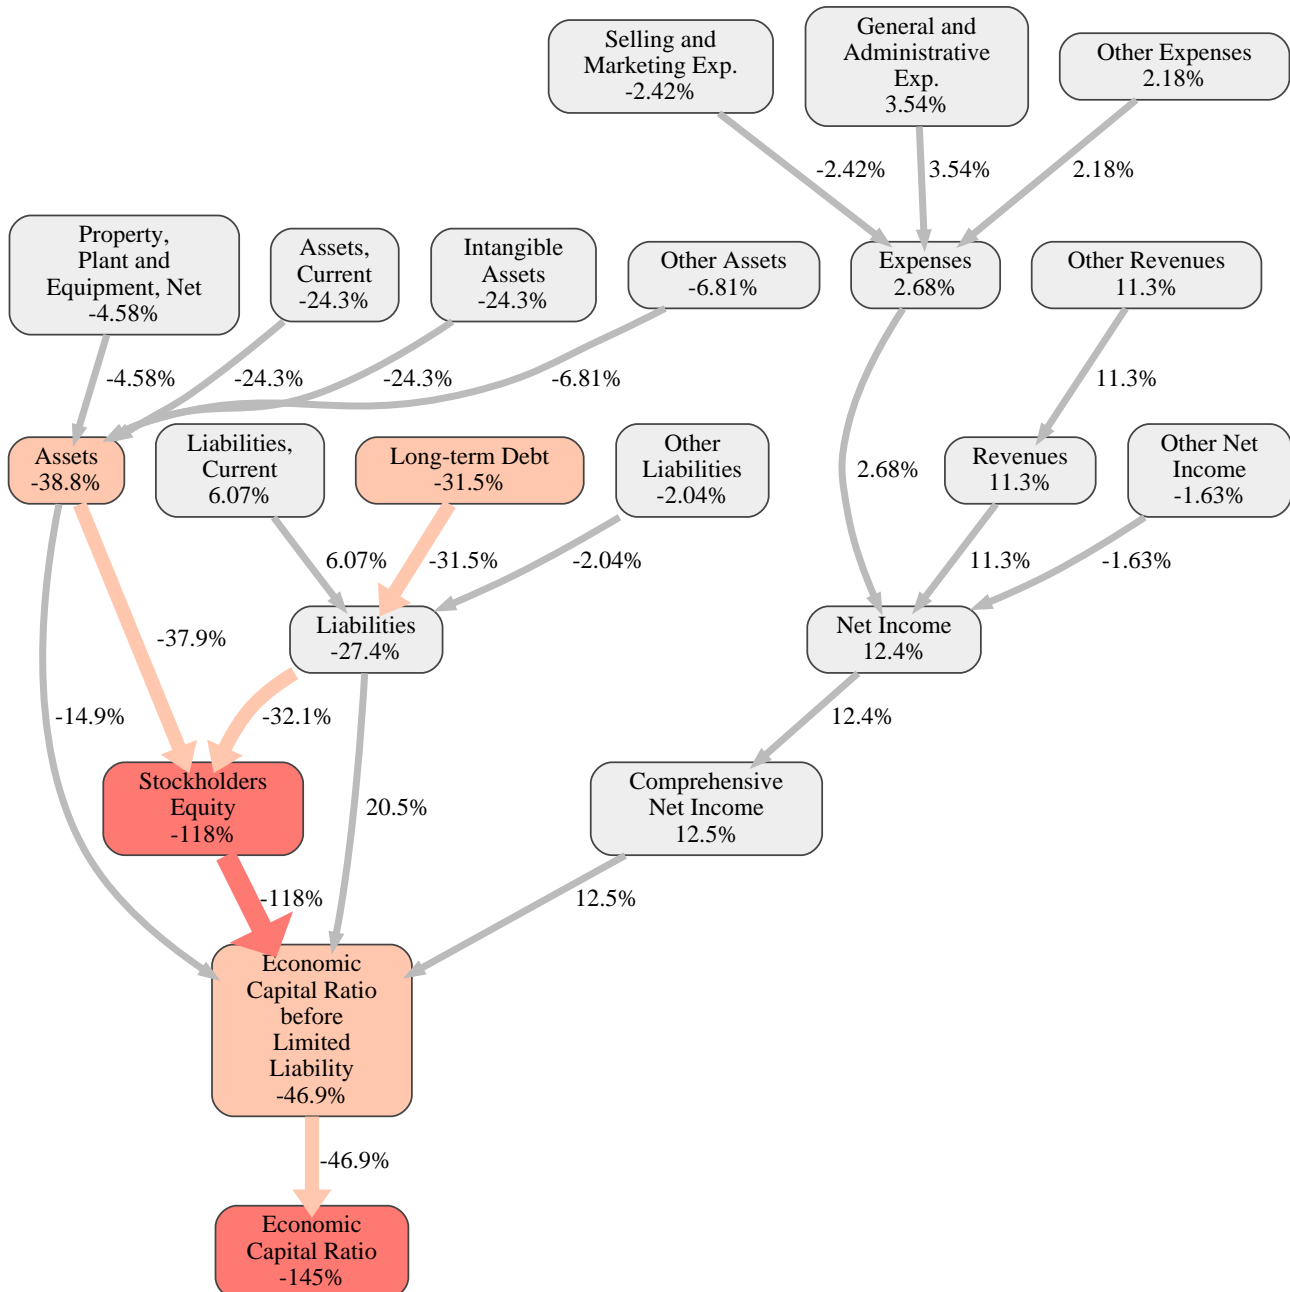 Selling and
Marketing Exp.
-2.42%
General and
Administrative
Exp.
3.54%
Other Expenses
2.18%
-2.42%
3.54%
2.18%
Property,
Plant and
Equipment, Net
-4.58%
Assets,
Current
-24.3%
Intangible
Assets
-24.3%
Other Assets
-6.81%
Expenses
2.68%
Other Revenues
11.3%
-4.58%
-24.3%
-24.3%
-6.81%
11.3%
Assets
-38.8%
Liabilities,
Current
6.07%
Long-term Debt
-31.5%
Other
Liabilities
-2.04%
2.68%
Revenues
11.3%
Other Net
Income
-1.63%
6.07%
-31.5%
-2.04%
11.3%
-1.63%
-37.9%
Liabilities
-27.4%
Net Income
12.4%
-14.9%
-32.1%
12.4%
Stockholders
Equity
-118%
20.5%
Comprehensive
Net Income
12.5%
-118%
12.5%
Economic
Capital Ratio
before
Limited
Liability
-46.9%
-46.9%
Economic
Capital Ratio
-145%